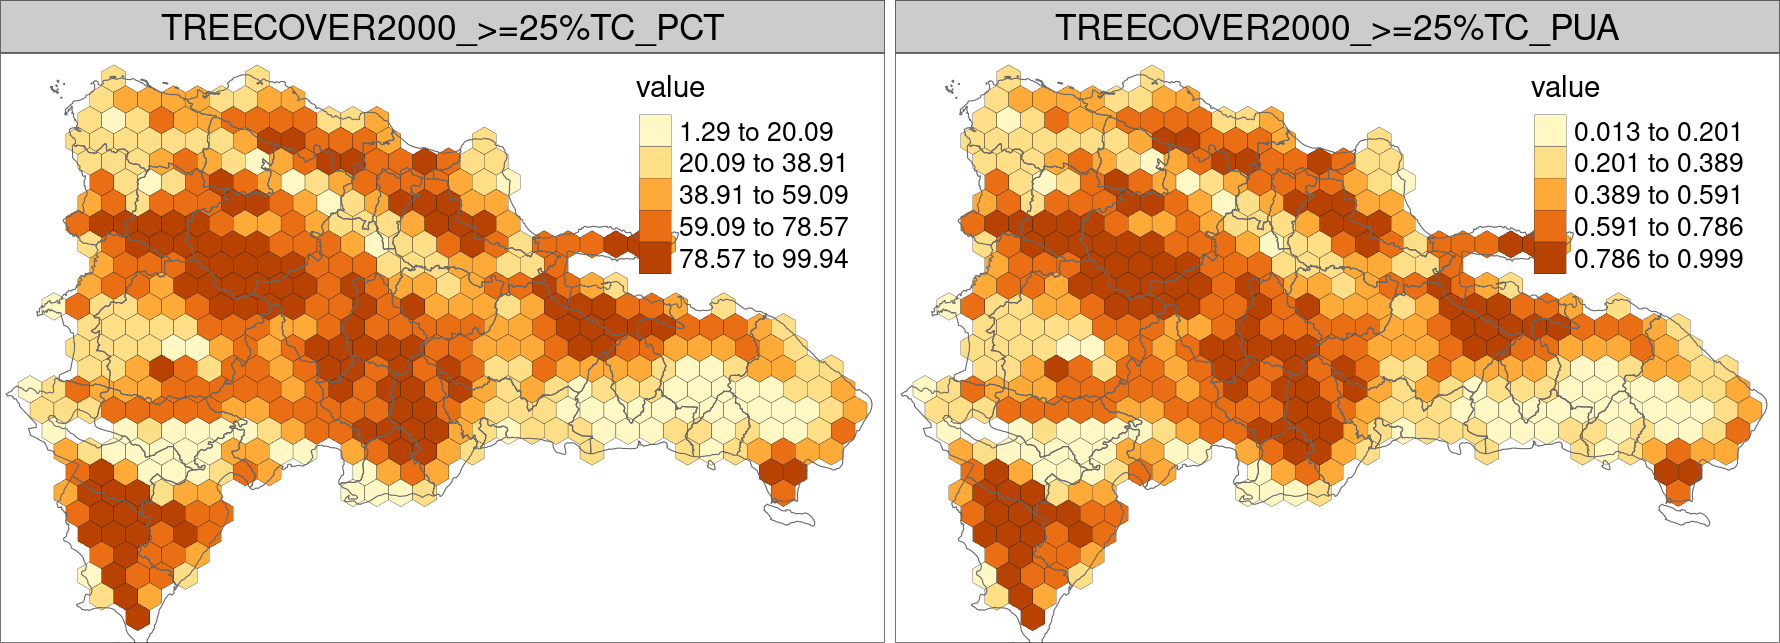 TREECOVER2000_>=25%TC_PCT
value
1.29 to 20.09
20.09 to 38.91
38.91 to 59.09
59.09 to 78.57
78.57 to 99.94
TREECOVER2000_>=25%TC_PUA
value
0.013 to 0.201
0.201 to 0.389
0.389 to 0.591
0.591 to 0.786
0.786 to 0.999